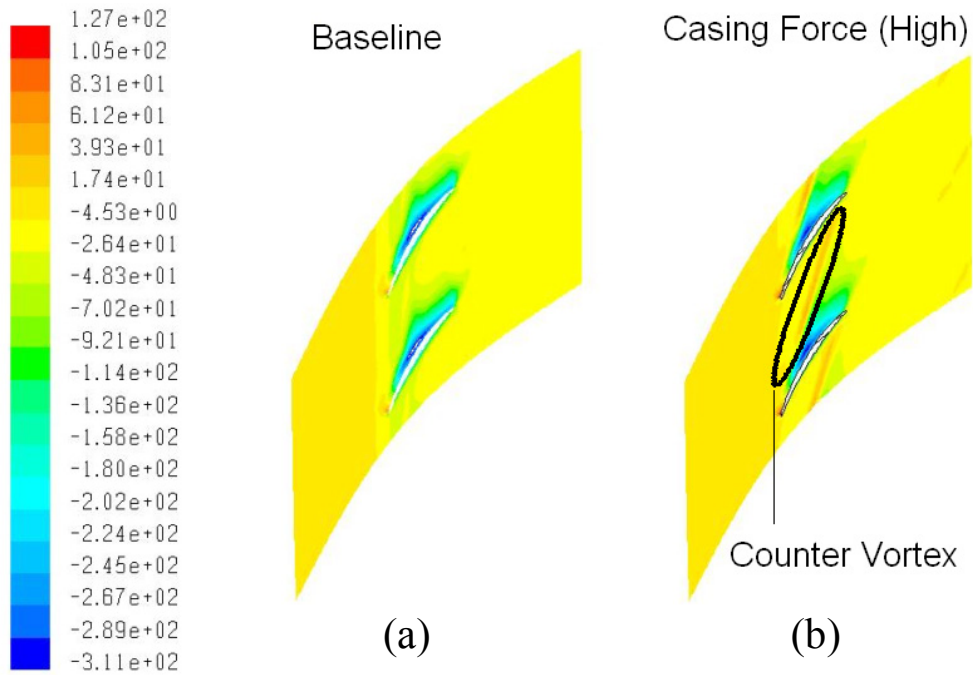 1.27e+02
1.05e+02
8.31e+01
6.12e+01
3.93e+01
1.74e+01
-4.53e+00
-2.64e+01
-4.83e+01
-7.02e+01
-9.21e+01
-1.14e+02
-1.36e+02
-1.58e+02
-1.80e+02
-2.02e+02
-2.24e+02
-2.45e+02
-2.67e+02
-2.89e+02
-3.11e+02
Baseline
Casing Force (High)
Counter Vortex
(a)
(b)